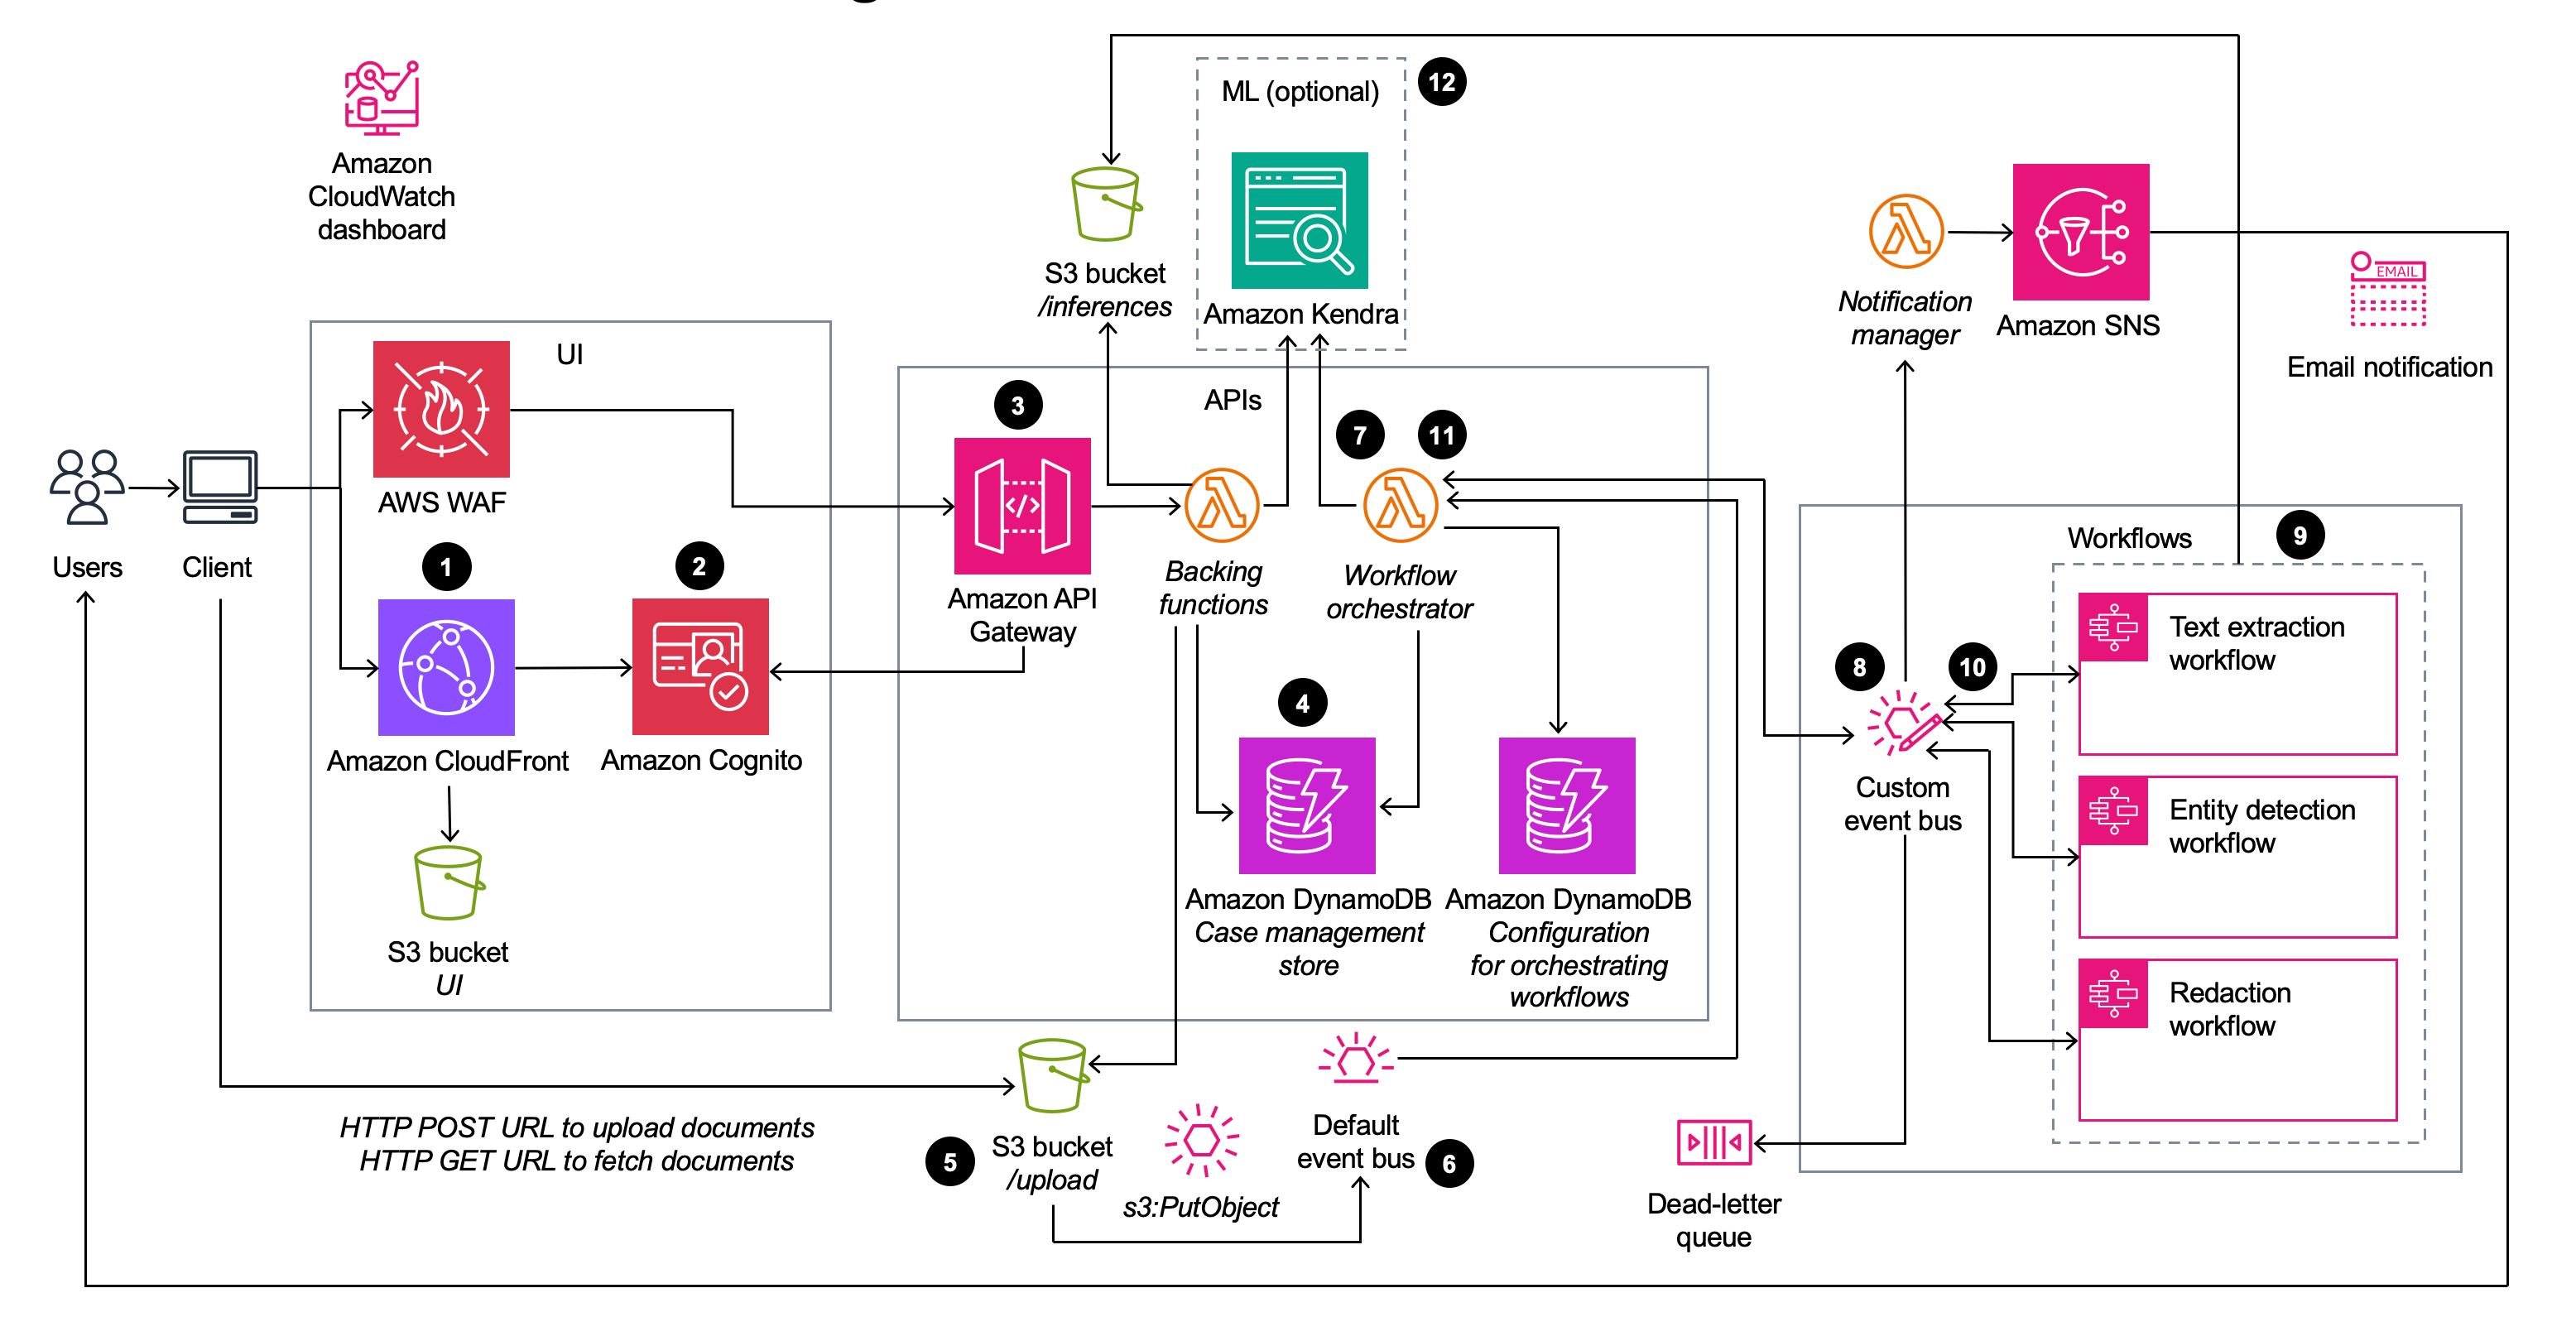 Amazon
CloudWatch
dashboard
ML (optional)
12
S3 bucket
/inferences
Amazon Kendra
Notification
manager
Amazon SNS
EMAIL
Email notification
UI
AWS WAF
Users
Client
1
2
Amazon CloudFront
Amazon Cognito
S3 bucket
UI
APIs
3
7
11
</>
Amazon API
Gateway
Backing
functions
Workflow
orchestrator
4
Amazon DynamoDB
Case management
store
Amazon DynamoDB
Configuration
for orchestrating
workflows
Workflows
9
8
10
Custom
event bus
Text extraction
workflow
Entity detection
workflow
Redaction
workflow
HTTP POST URL to upload documents
HTTP GET URL to fetch documents
5
S3 bucket
/upload
s3:PutObject
Default
event bus
6
Dead-letter
queue